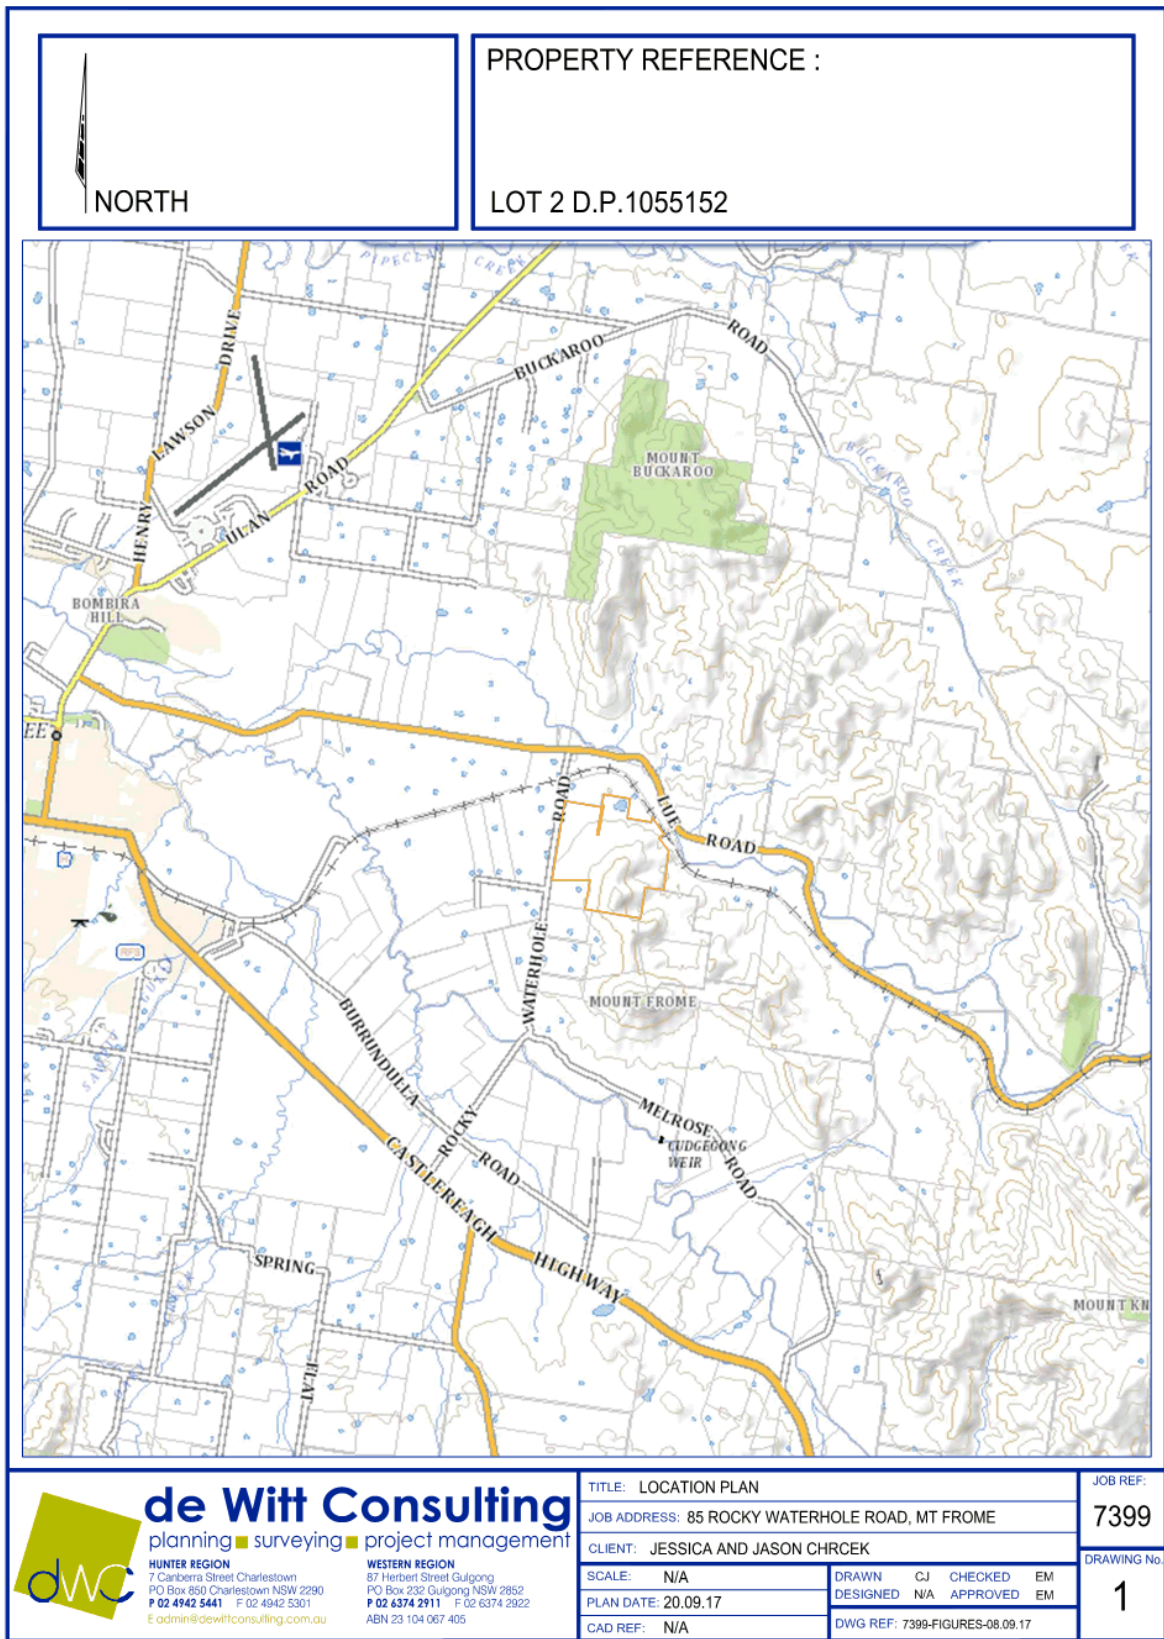 PROPERTY REFERENCE :
NORTH
LOT 2 D.P.1055152
PIPECLAY CREEK
HENRY LAWSON DRIVE
ULAN ROAD
BUCKAROO ROAD
MOUNT
BUCKAROO
BUCKAROO CREEK
BOMBIRA
HILL
EE
LUE ROAD
ROCKY WATERHOLE ROAD
RFS
MOUNT FROME
BURRUNDULLA ROAD
MELROSE ROAD
CUDGEGONG
WEIR
CASTLEREAGH HIGHWAY
SPRING FLAT
MOUNT KN
de Witt Consulting
planning surveying project management
HUNTER REGION
7 Canberra Street Charlestown
PO Box 850 Charlestown NSW 2290
P 02 4942 5441 F 02 4942 5301
E admin@dewittconsulting.com.au
WESTERN REGION
87 Herbert Street Gulgong
PO Box 232 Gulgong NSW 2852
P 02 6374 2911 F 02 6374 2922
ABN 23 104 067 405
dwc
TITLE: LOCATION PLAN
JOB ADDRESS: 85 ROCKY WATERHOLE ROAD, MT FROME
CLIENT: JESSICA AND JASON CHRCEK
SCALE: N/A
PLAN DATE: 20.09.17
CAD REF: N/A
DRAWN CJ CHECKED EM
DESIGNED N/A APPROVED EM
DWG REF: 7399-FIGURES-08.09.17
JOB REF:
7399
DRAWING No.
1